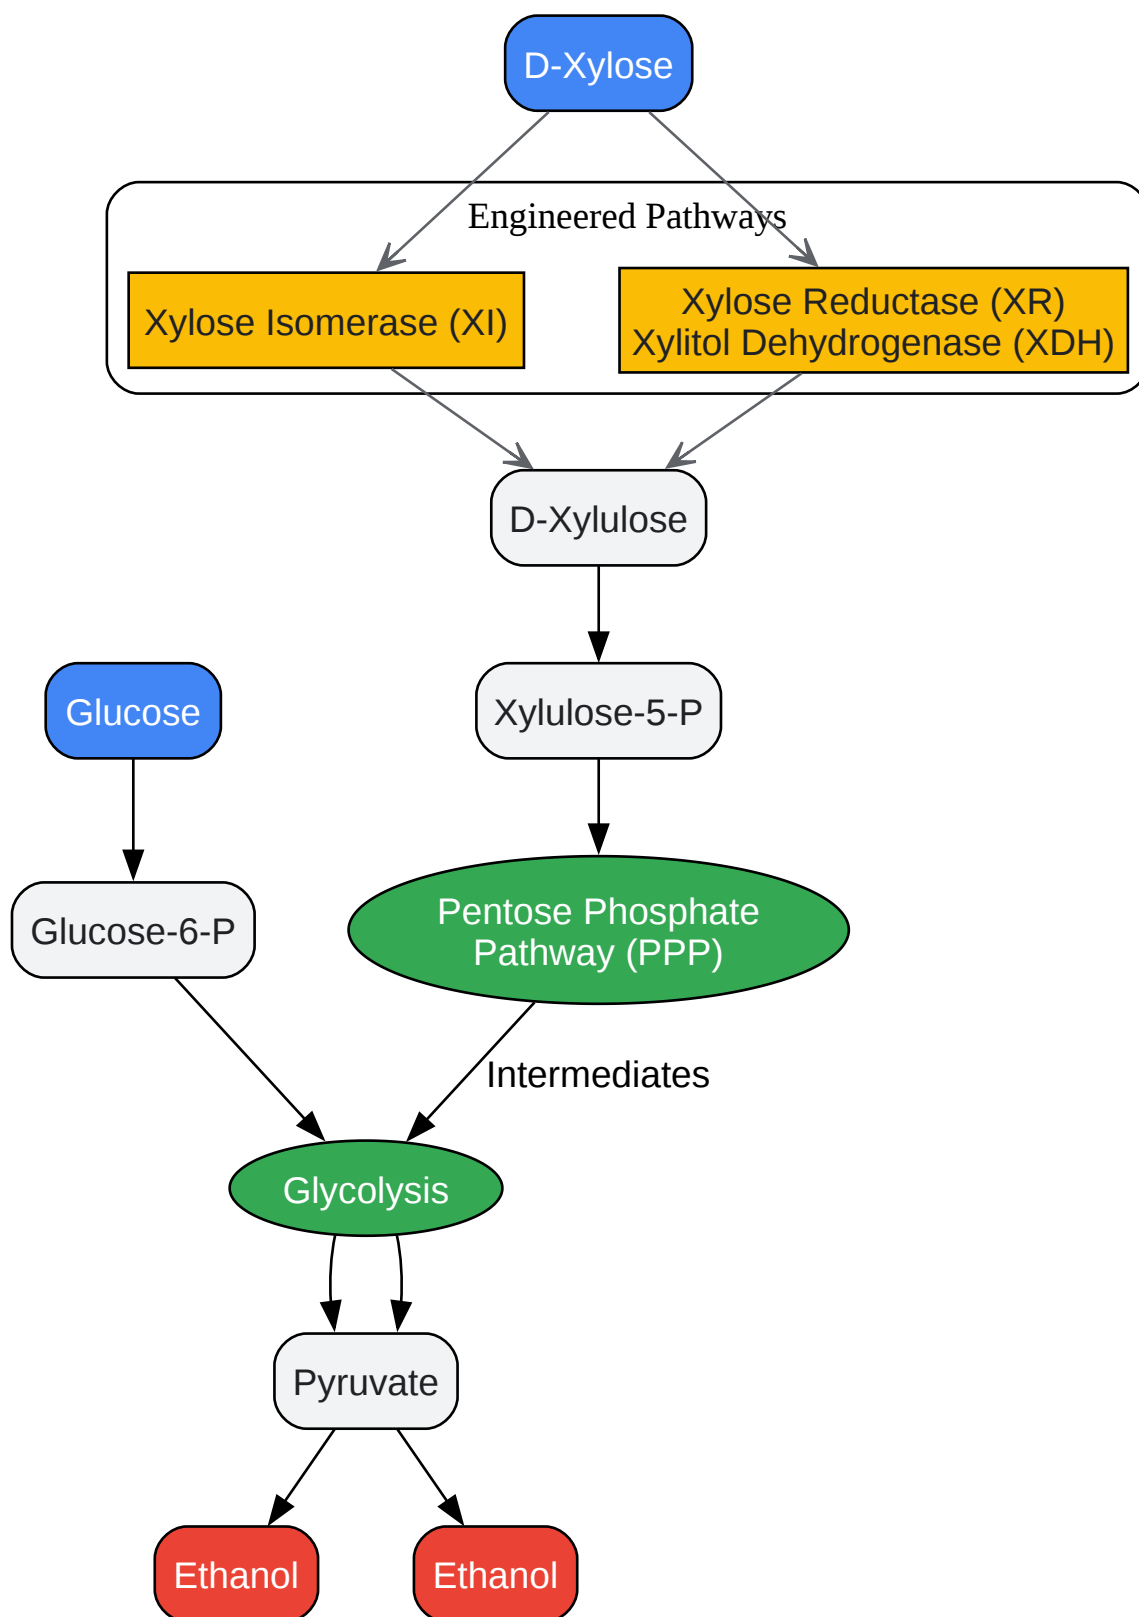 D-Xylose
Engineered Pathways
Xylose Isomerase (XI)
Xylose Reductase (XR)
Xylitol Dehydrogenase (XDH)
D-Xylulose
Glucose
Xylulose-5-P
Glucose-6-P
Pentose Phosphate
Pathway (PPP)
Intermediates
Glycolysis
Pyruvate
Ethanol
Ethanol